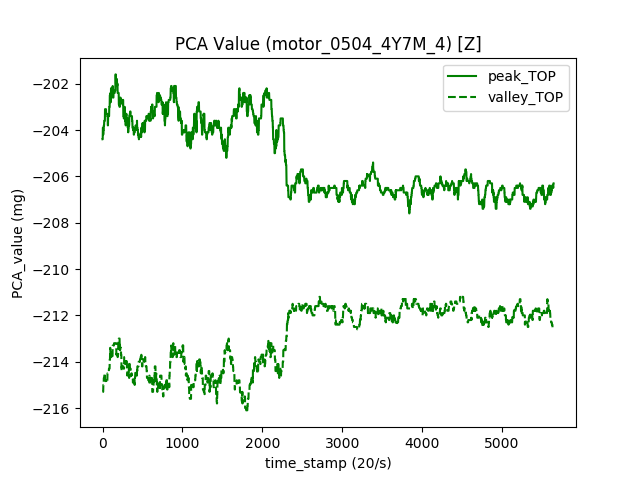 PCA Value (motor_0504_4Y7M_4) [Z]
peak_TOP
valley_TOP
PCA_value (mg)
−202
−204
−206
−208
−210
−212
−214
−216
0 1000 2000 3000 4000 5000
time_stamp (20/s)